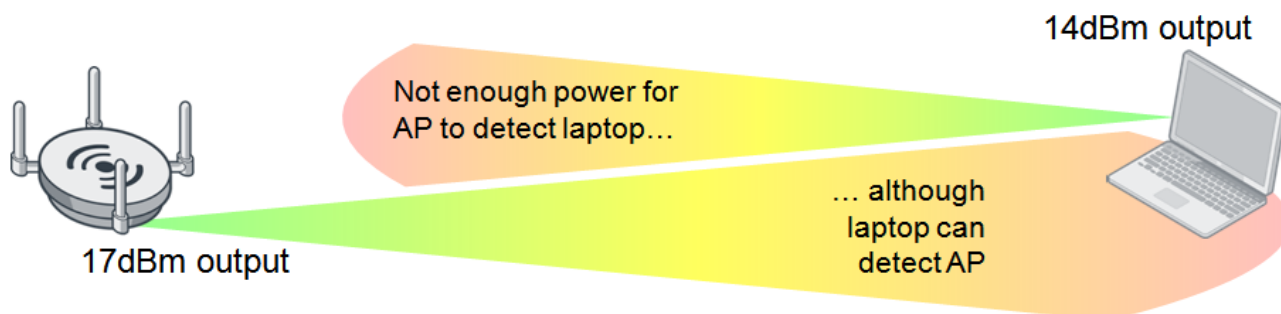 14dBm output
Not enough power for
AP to detect laptop…
… although
laptop can
detect AP
17dBm output